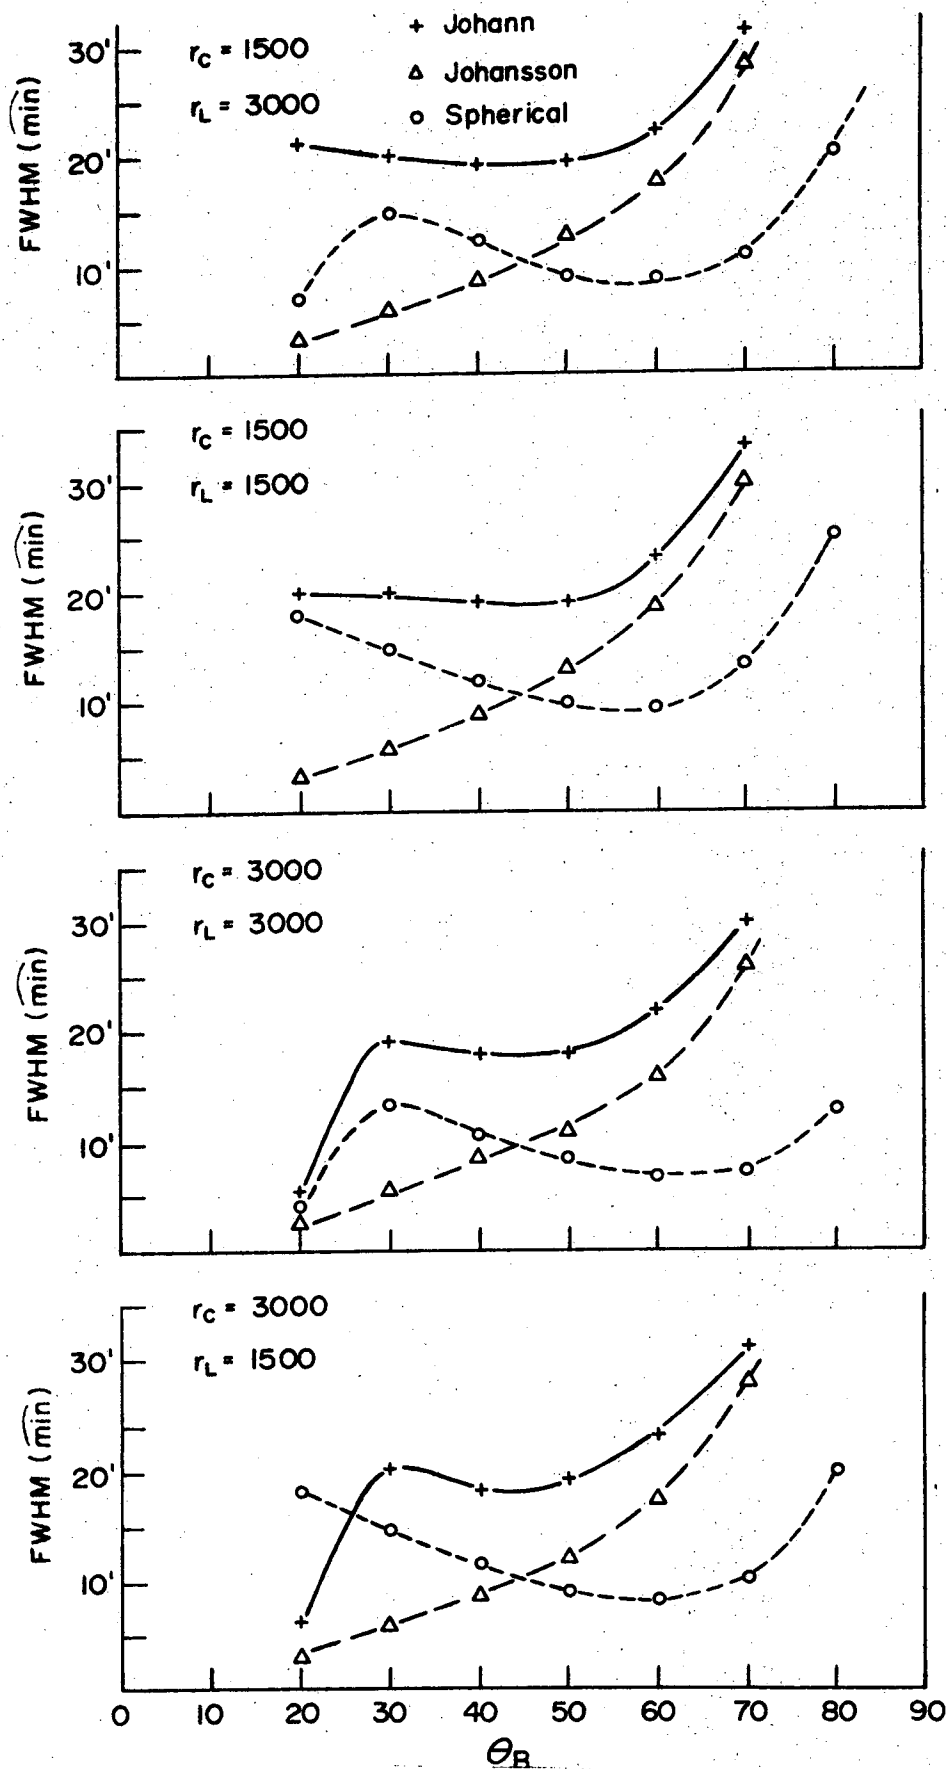 + Johann
Δ Johansson
o Spherical
r_C = 1500
r_L = 3000
30'
20'
10'
FWHM (min)
r_C = 1500
r_L = 1500
30'
20'
10'
FWHM (min)
r_C = 3000
r_L = 3000
30'
20'
10'
FWHM (min)
r_C = 3000
r_L = 1500
30'
20'
10'
FWHM (min)
0 10 20 30 40 50 60 70 80 90
θ_B